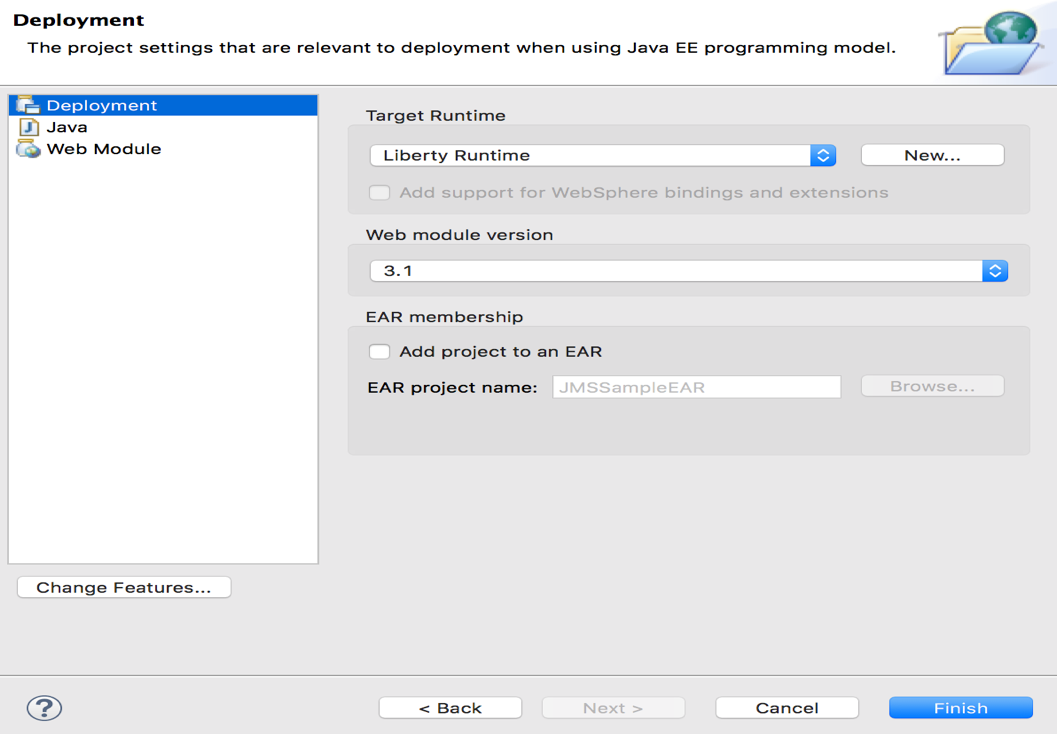 Deployment
The project settings that are relevant to deployment when using Java EE programming model.
Deployment
Java
Web Module
Change Features...
Target Runtime
Liberty Runtime
New...
Add support for WebSphere bindings and extensions
Web module version
3.1
EAR membership
Add project to an EAR
EAR project name: JMSSampleEAR Browse...
?
< Back Next > Cancel Finish